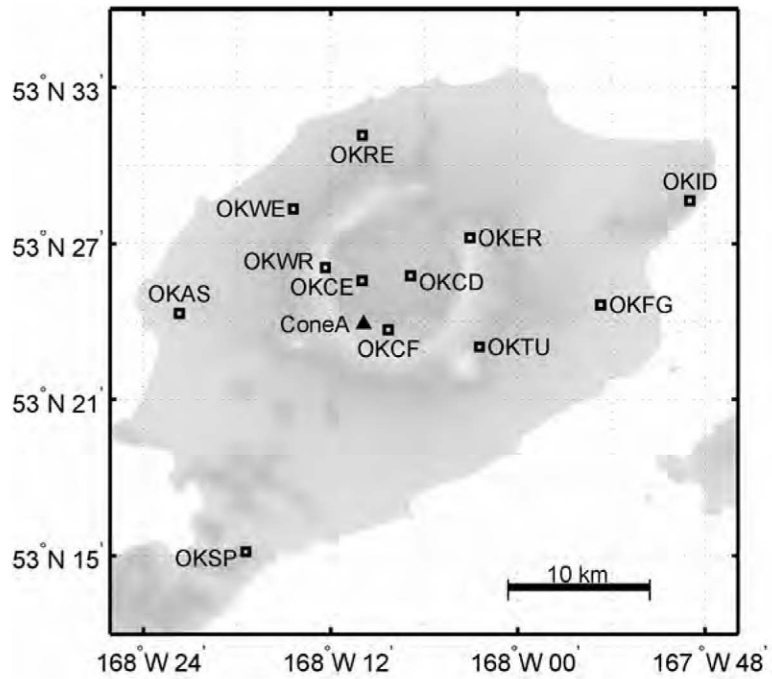 53°N 33'
OKRE
OKID
OKWE
53°N 27'
OKER
OKWR
OKCE
OKCD
OKAS
OKFG
ConeA
OKCF
OKTU
53°N 21'
53°N 15'
OKSP
10 km
168°W 24'
168°W 12'
168°W 00'
167°W 48'